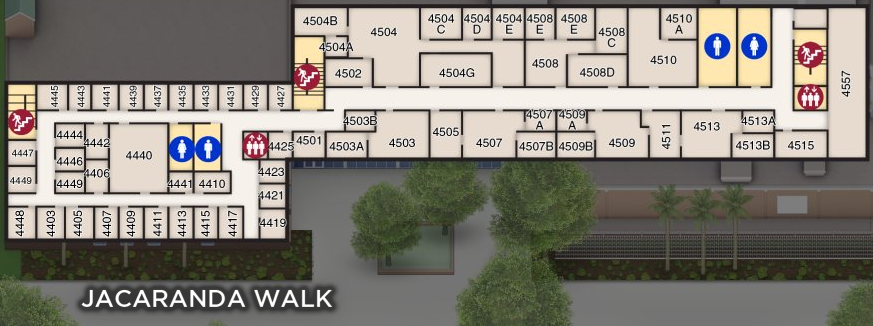 4504B
4504A
4504
4504
C
4504
D
4504
E
4508
E
4508
E
4508
C
4510
A
4502
4504G
4508
4508D
4510
4557
4445
4443
4441
4439
4437
4435
4433
4431
4429
4427
4503B
4507
A
4509
A
4513A
4444
4442
4440
4425
4501
4503A
4503
4505
4507
4507B
4509B
4509
4511
4513
4513B
4515
4447
4446
4406
4449
4449
4441
4410
4423
4421
4419
4448
4403
4405
4407
4409
4411
4413
4415
4417
JACARANDA WALK